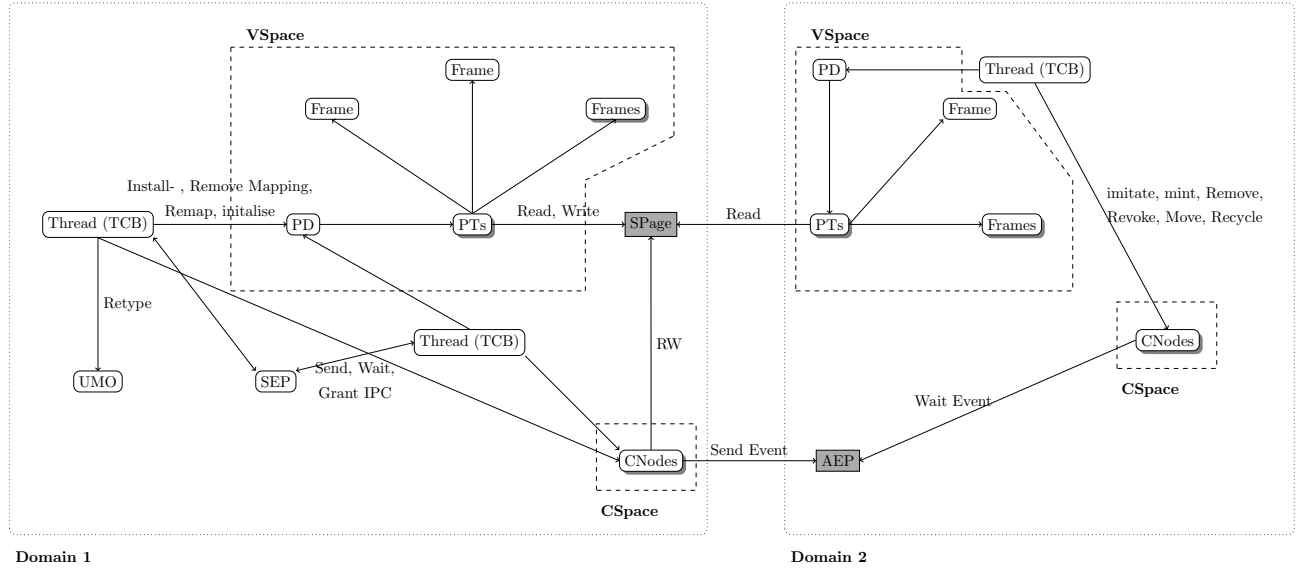 VSpace
VSpace
Frame
PD
Thread (TCB)
Frame
Frames
Frame
Install- , Remove Mapping,
Remap, initalise
imitate, mint, Remove,
Revoke, Move, Recycle
Thread (TCB)
PD
PTs
Read, Write
SPage
Read
PTs
Frames
Retype
Thread (TCB)
RW
CNodes
UMO
SEP
Send, Wait,
Grant IPC
CSpace
Wait Event
CNodes
Send Event
AEP
CSpace
Domain 1
Domain 2